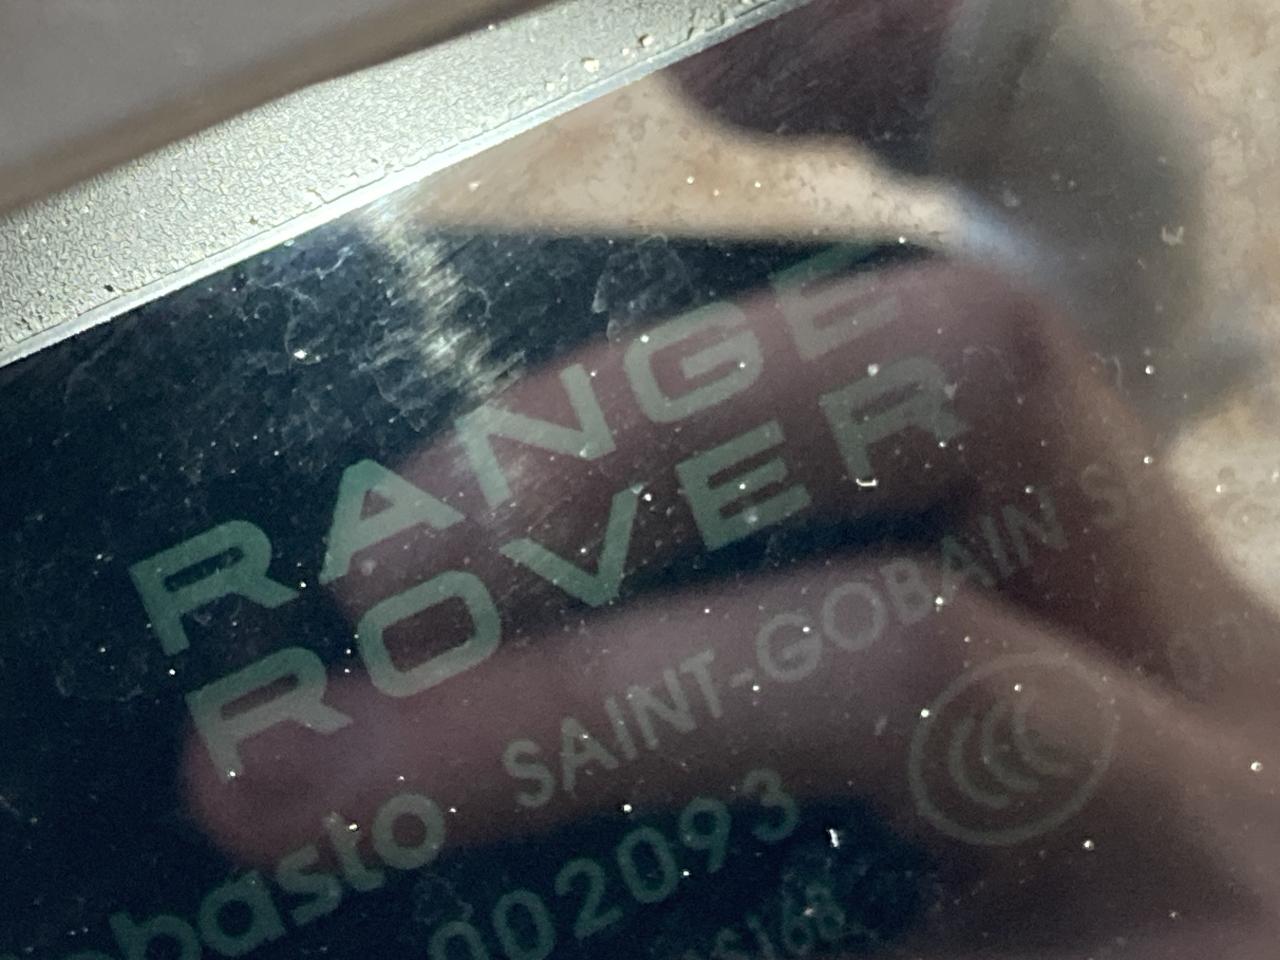 RANGE
ROVER
SAINT-GOBAIN
basto
002093